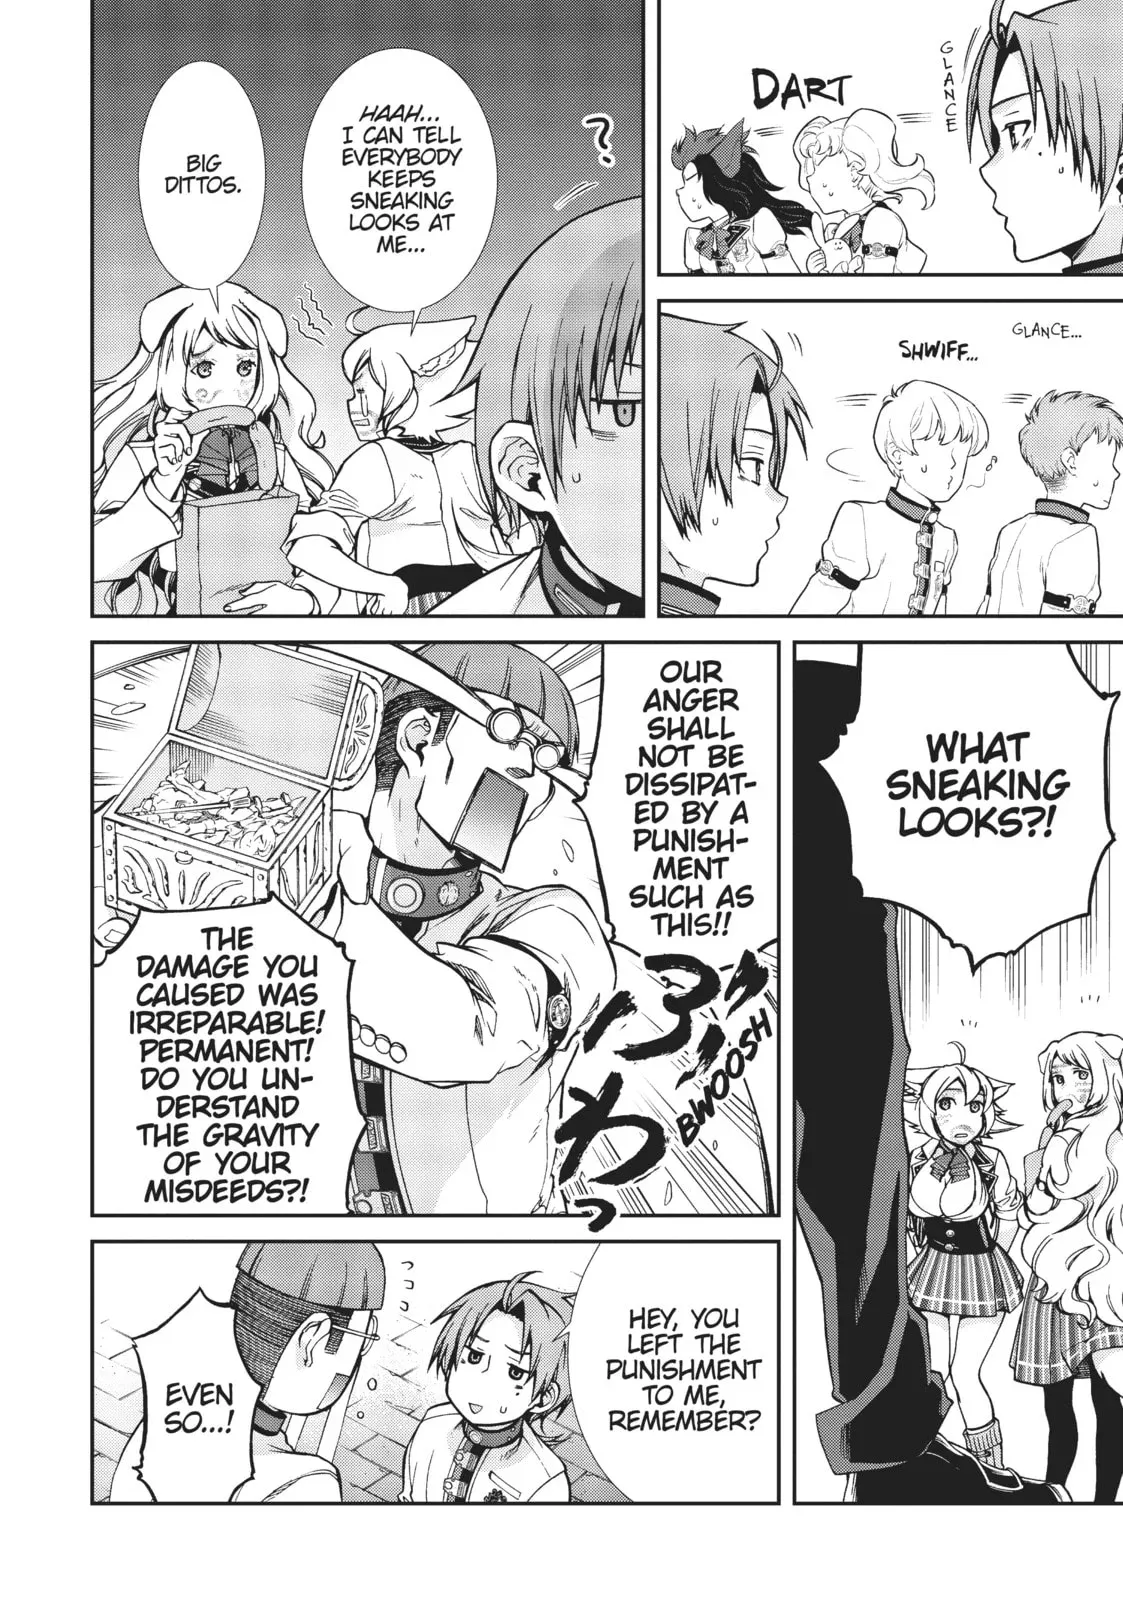 GLANCE
DART
GLANCE...
SHWIFF...
?
HAAH...
I CAN TELL
EVERYBODY
KEEPS
SNEAKING
LOOKS AT
ME...
BIG
DITTOS.
WHAT
SNEAKING
LOOKS?!
OUR
ANGER
SHALL
NOT BE
DISSIPAT-
ED BY A
PUNISH-
MENT
SUCH AS
THIS!!
ぶわっ
BWOOSH
THE
DAMAGE YOU
CAUSED WAS
IRREPARABLE!
PERMANENT!
DO YOU UN-
DERSTAND
THE GRAVITY
OF YOUR
MISDEEDS?!
HEY, YOU
LEFT THE
PUNISHMENT
TO ME,
REMEMBER?
EVEN
SO...!